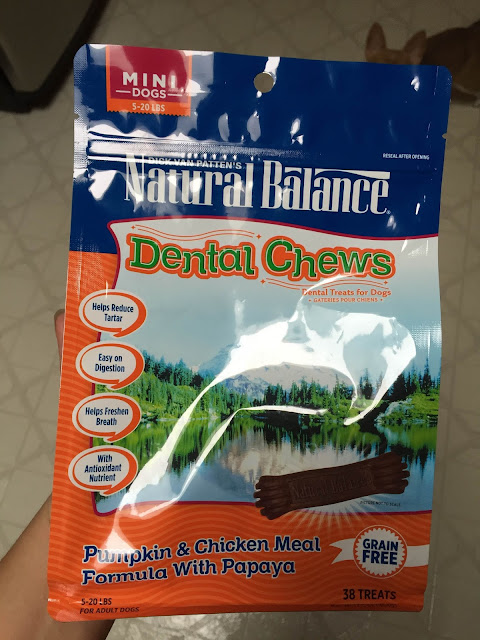 MINI
DOGS
5-20 LBS
RESEAL AFTER OPENING
DICK VAN PATTEN'S
Natural Balance®
Dental Chews
Dental Treats for Dogs
• GATERIES POUR CHIENS •
Helps Reduce
Tartar
Easy on
Digestion
Helps Freshen
Breath
With
Antioxidant
Nutrient
Natural Balance
Pumpkin & Chicken Meal
Formula With Papaya
GRAIN
FREE
5-20 LBS
FOR ADULT DOGS
38 TREATS